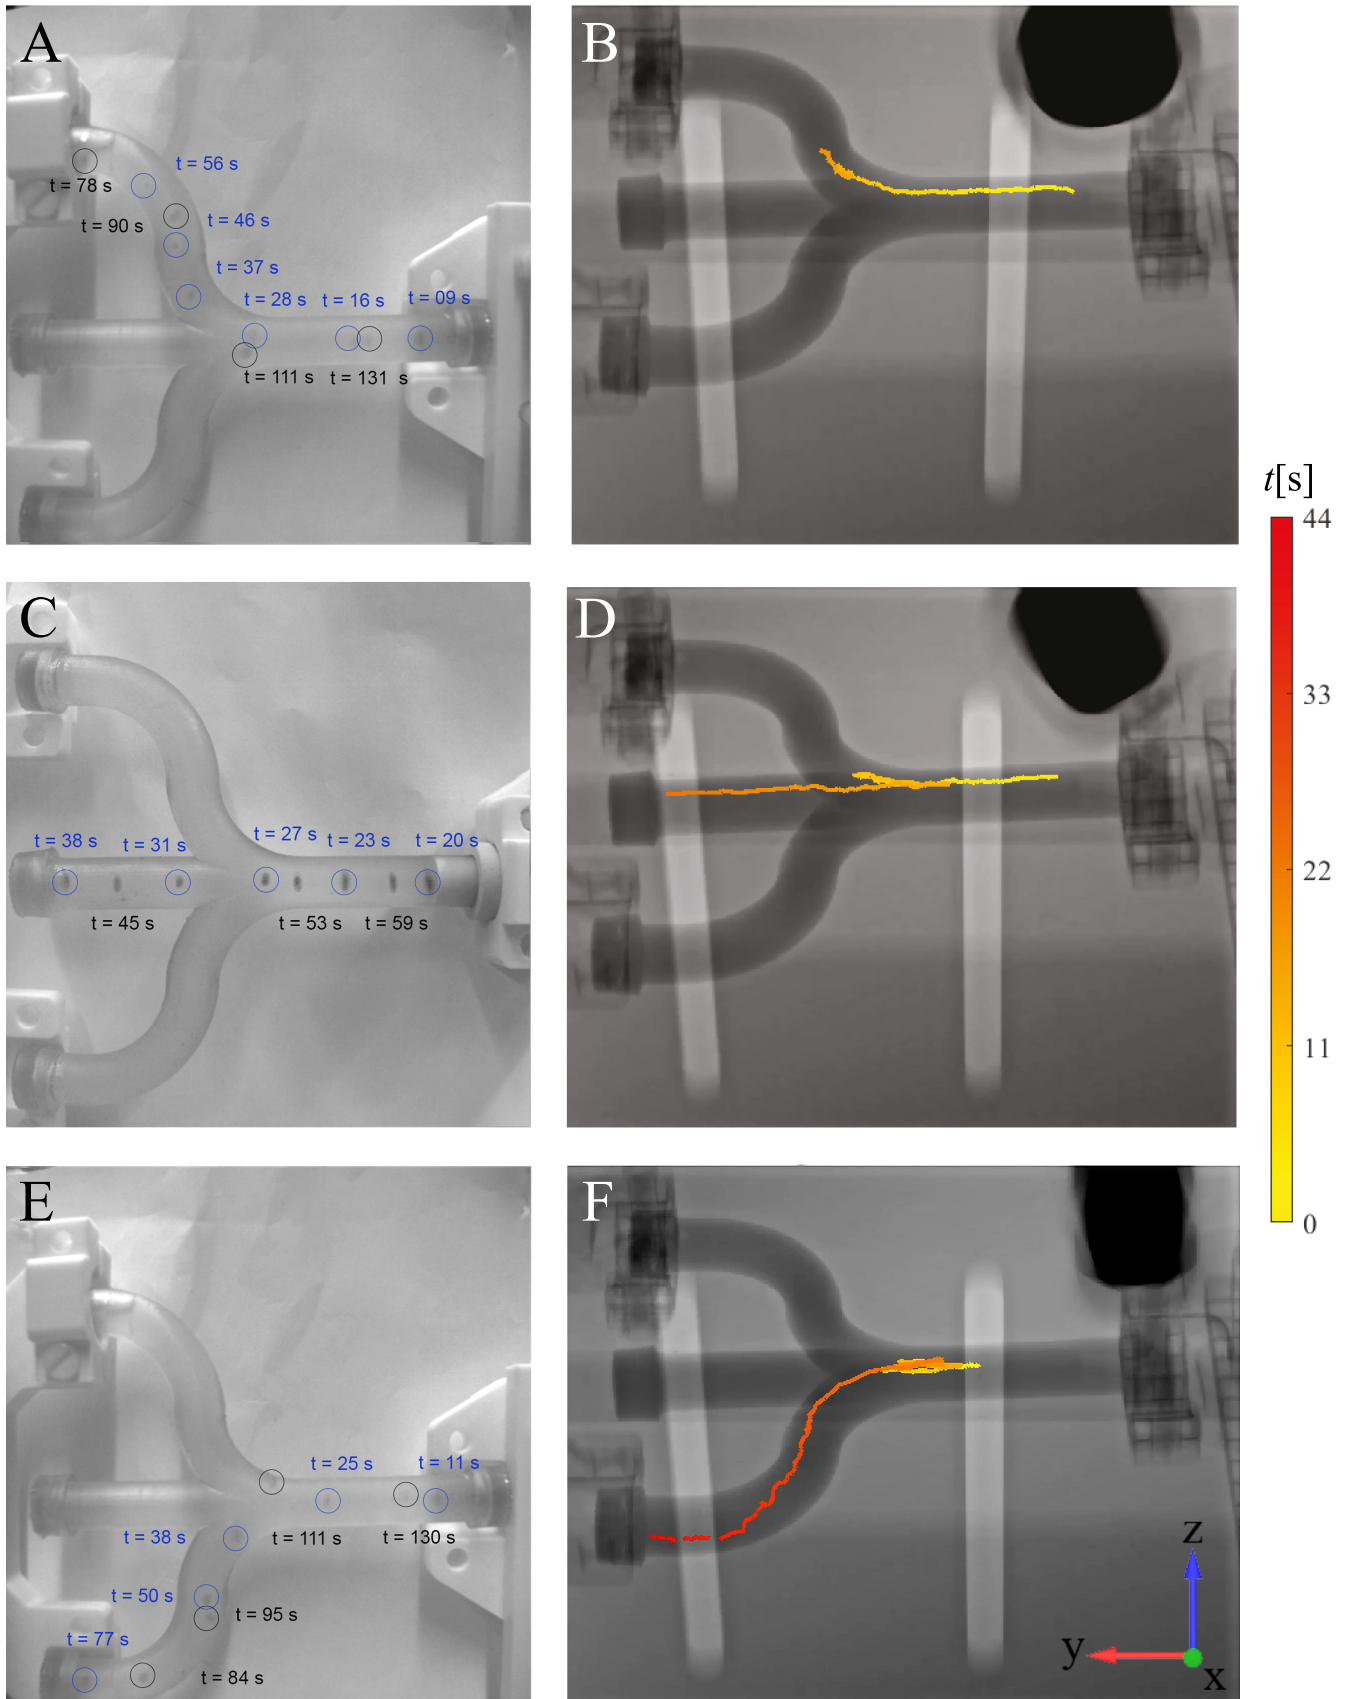 A
t = 56 s
t = 78 s
t = 90 s
t = 46 s
t = 37 s
t = 28 s
t = 16 s
t = 09 s
t = 111 s
t = 131 s
B
t[s]
44
33
22
11
0
C
t = 38 s
t = 31 s
t = 27 s
t = 23 s
t = 20 s
t = 45 s
t = 53 s
t = 59 s
D
E
t = 25 s
t = 11 s
t = 38 s
t = 111 s
t = 130 s
t = 50 s
t = 95 s
t = 77 s
t = 84 s
F
z
y
x